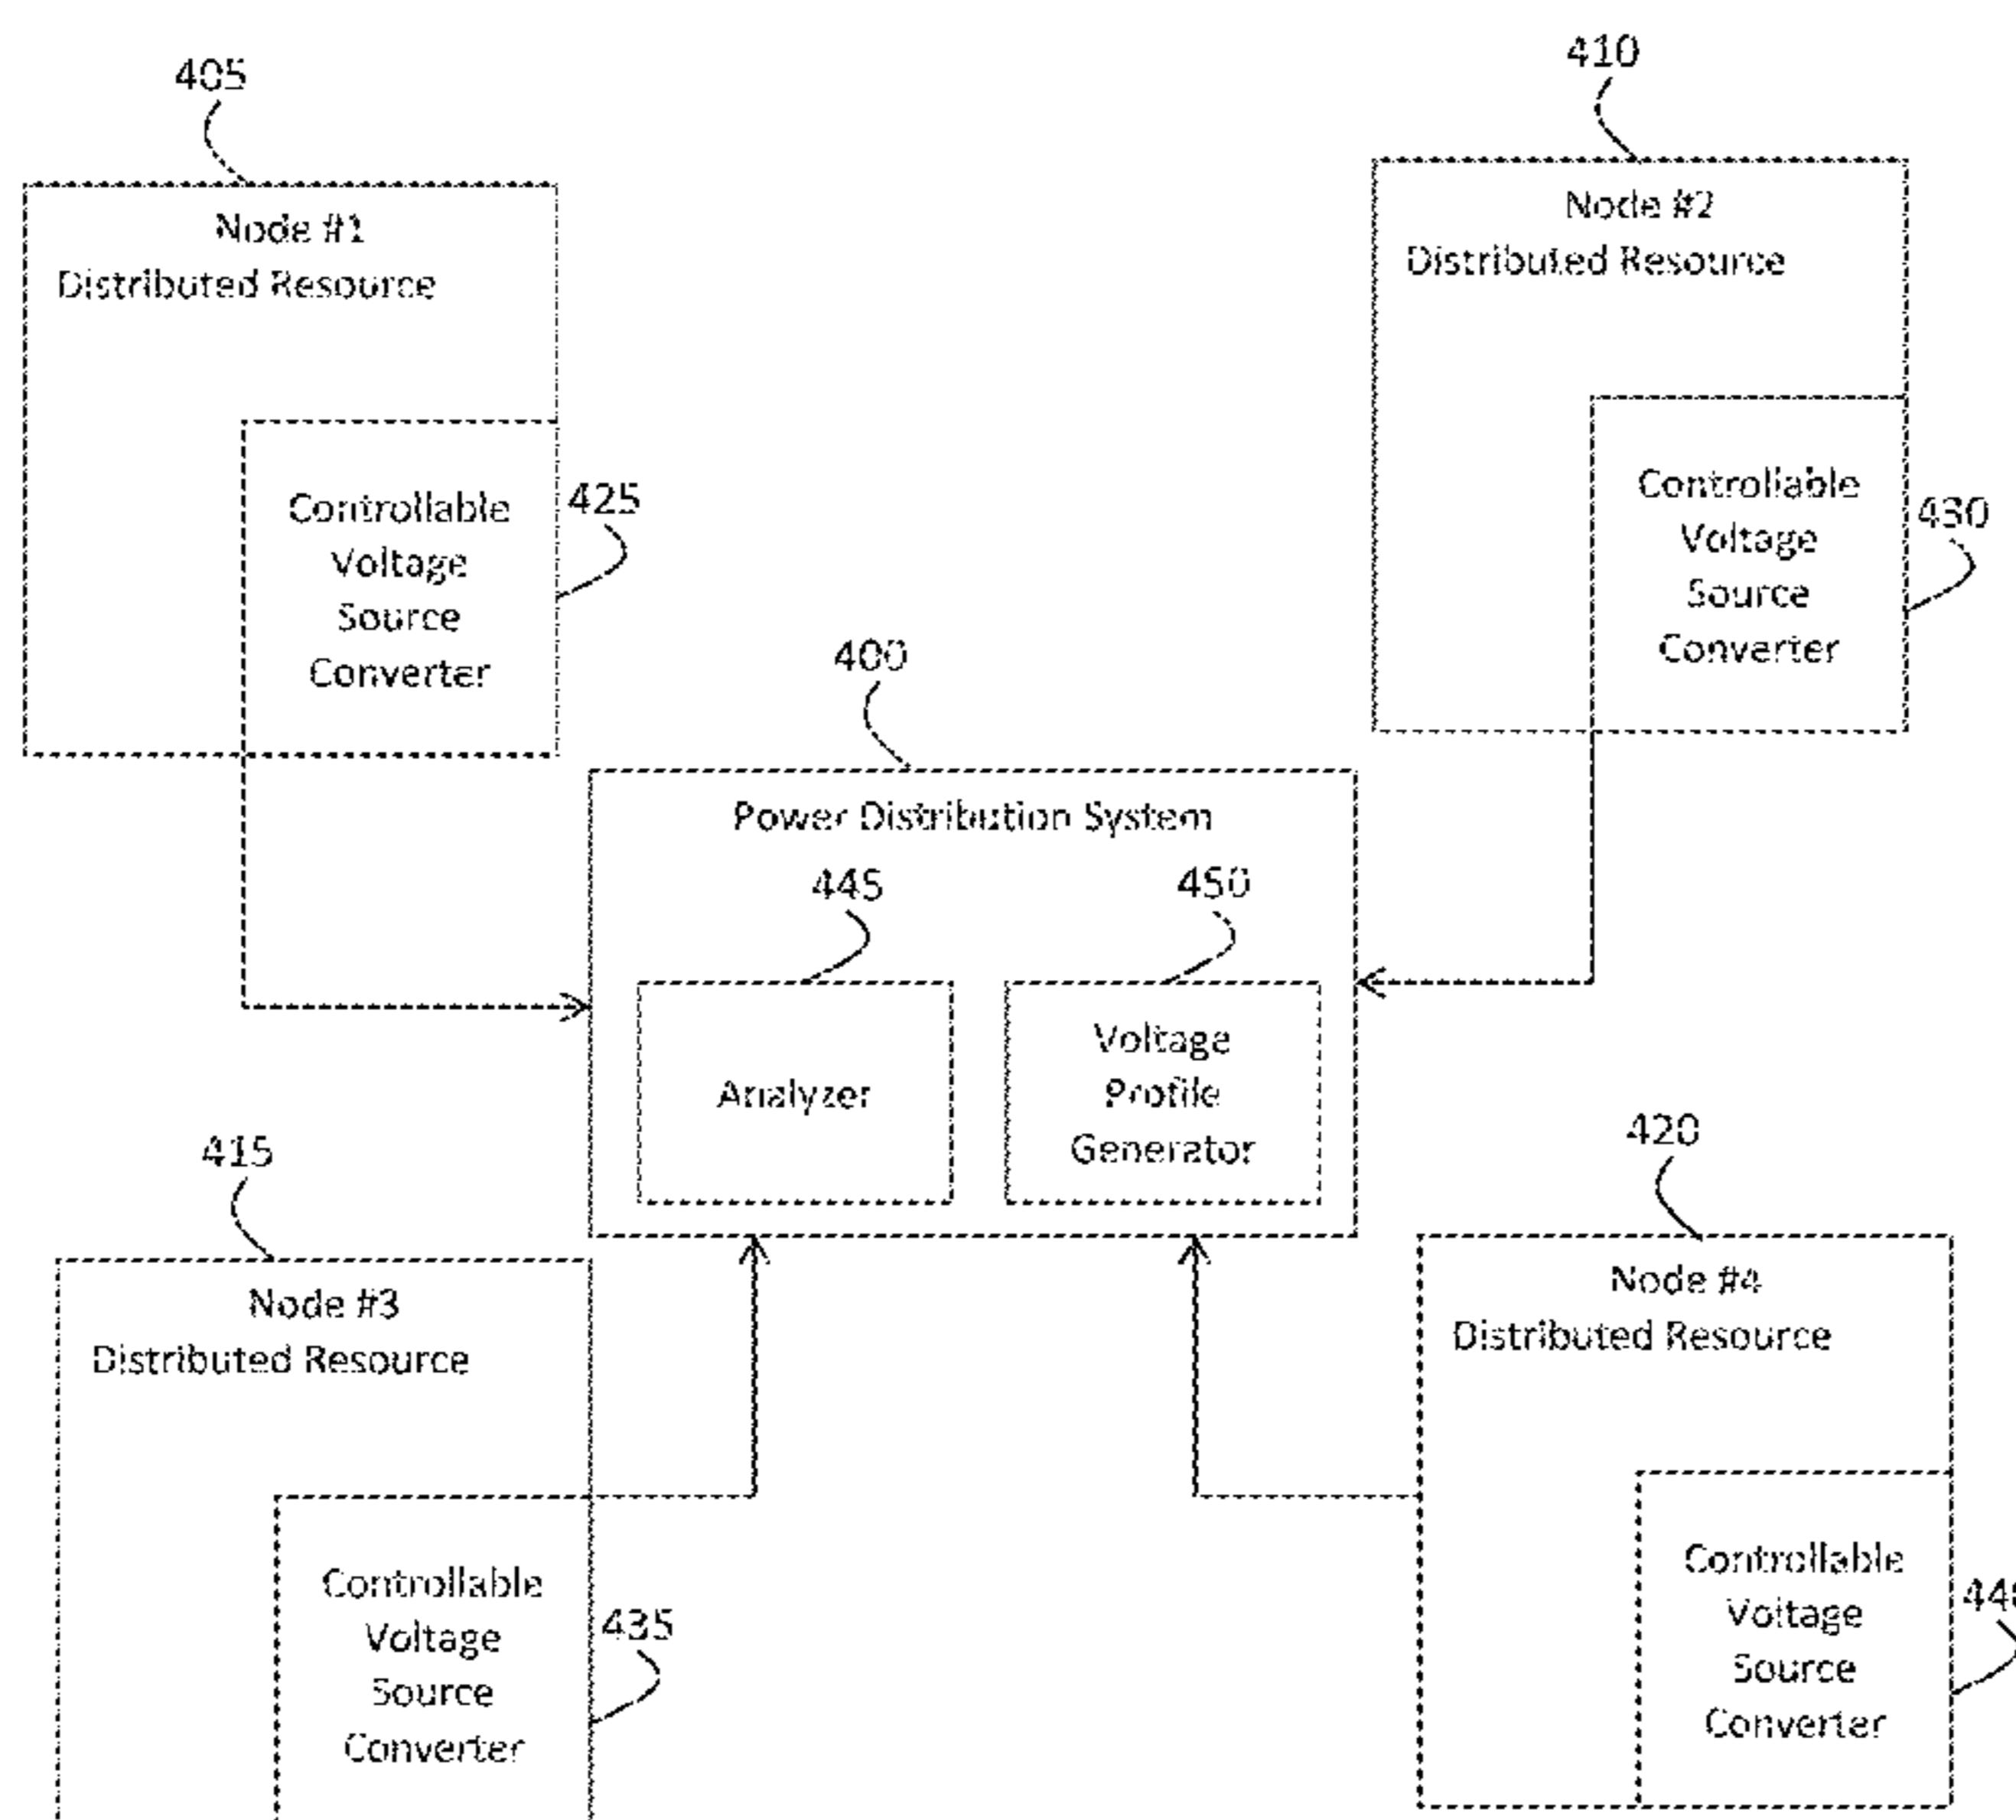 405
Node #1
Distributed Resource
Controllable
Voltage
Source
Converter
425
410
Node #2
Distributed Resource
Controllable
Voltage
Source
Converter
430
400
Power Distribution System
445
Analyzer
450
Voltage
Profile
Generator
415
Node #3
Distributed Resource
Controllable
Voltage
Source
Converter
435
420
Node #4
Distributed Resource
Controllable
Voltage
Source
Converter